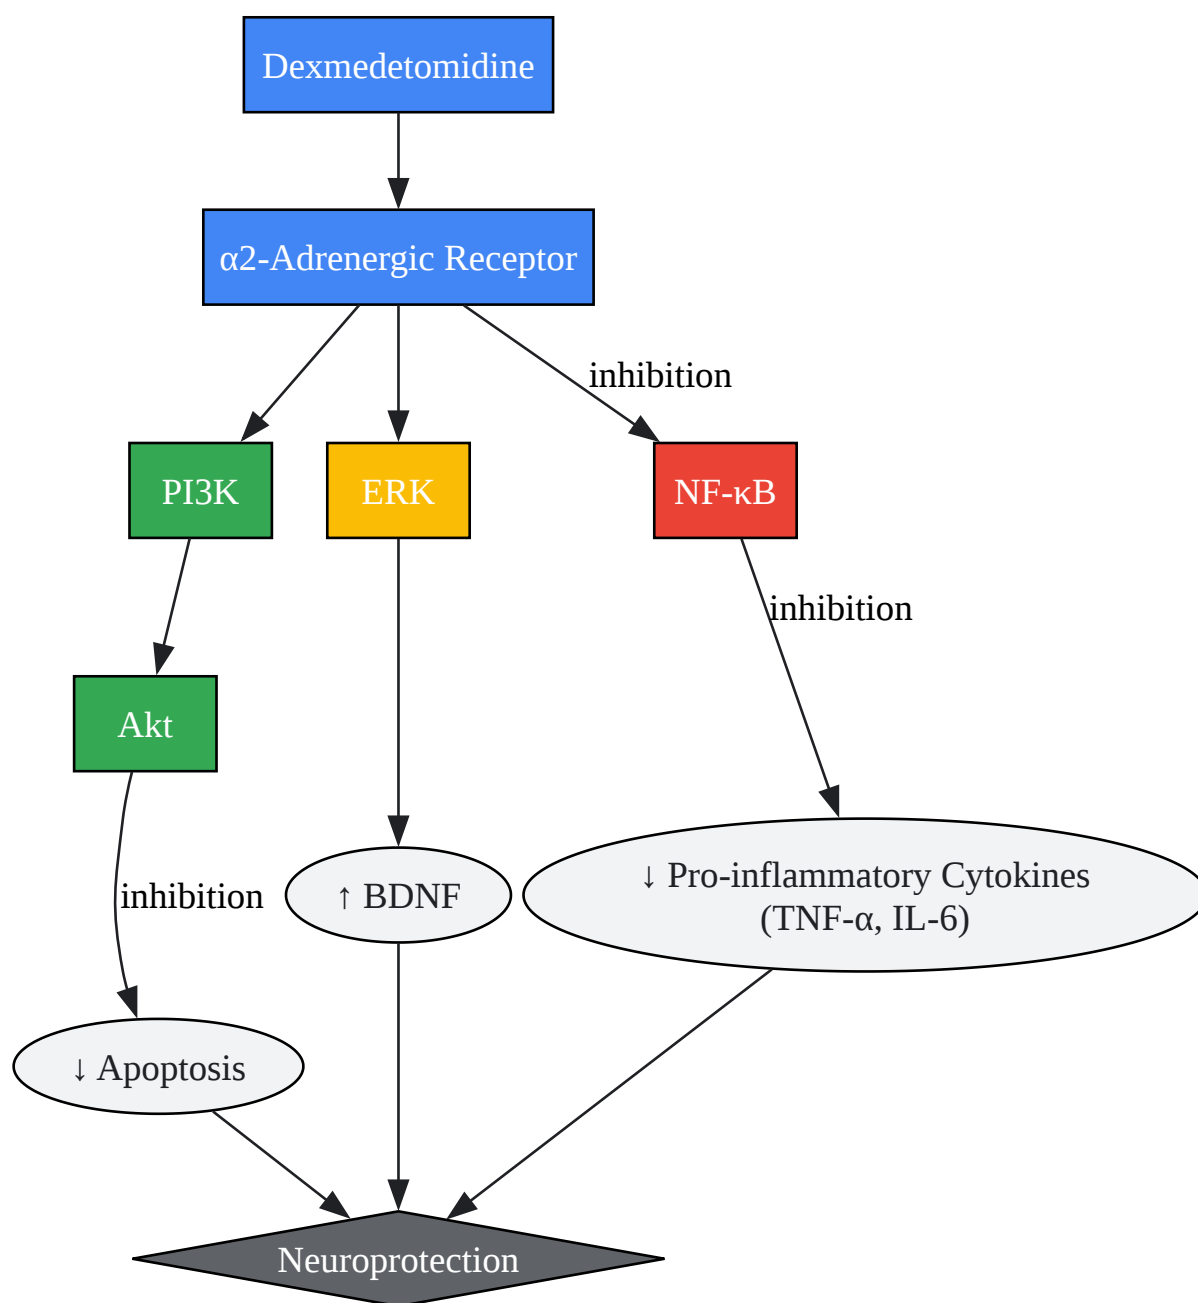 Dexmedetomidine
α2-Adrenergic Receptor
inhibition
PI3K
ERK
NF-κB
inhibition
Akt
inhibition
↑ BDNF
↓ Pro-inflammatory Cytokines
(TNF-α, IL-6)
↓ Apoptosis
Neuroprotection